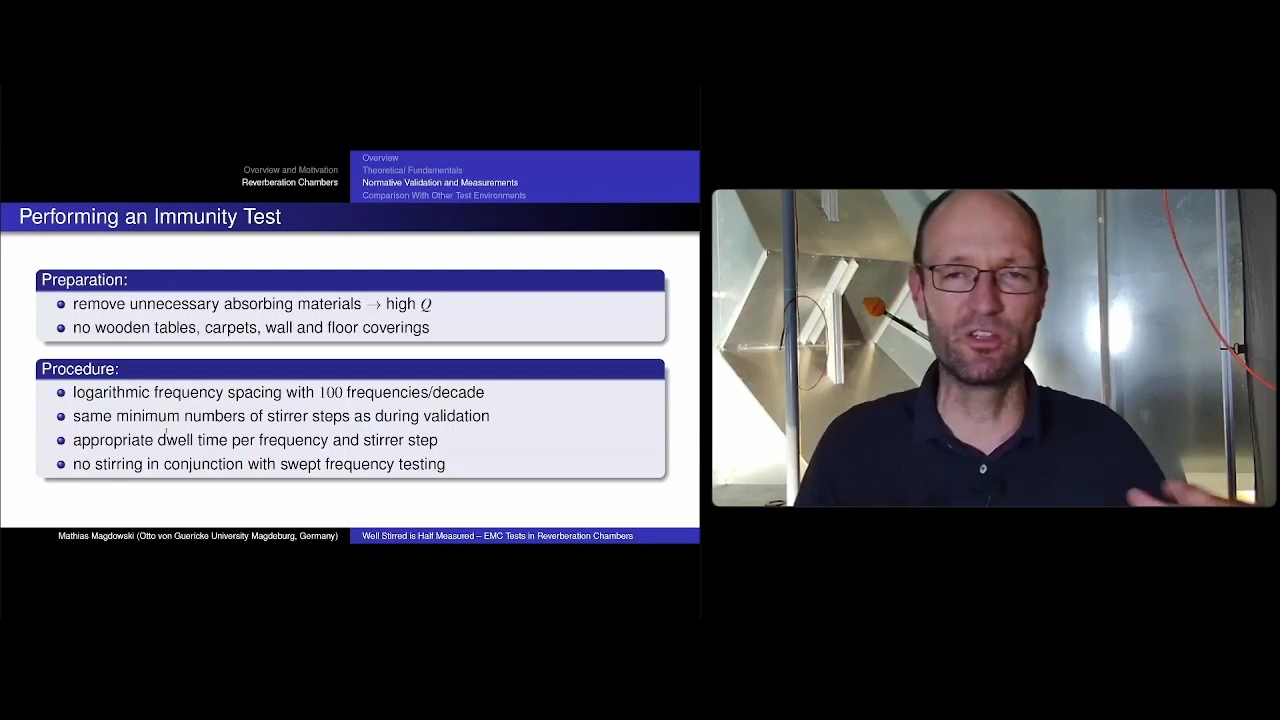 Overview and Motivation
Reverberation Chambers
Overview
Theoretical Fundamentals
Normative Validation and Measurements
Comparison With Other Test Environments
Performing an Immunity Test
Preparation:
remove unnecessary absorbing materials → high Q
no wooden tables, carpets, wall and floor coverings
Procedure:
logarithmic frequency spacing with 100 frequencies/decade
same minimum numbers of stirrer steps as during validation
appropriate dwell time per frequency and stirrer step
no stirring in conjunction with swept frequency testing
Mathias Magdowski (Otto von Guericke University Magdeburg, Germany)
Well Stirred is Half Measured – EMC Tests in Reverberation Chambers